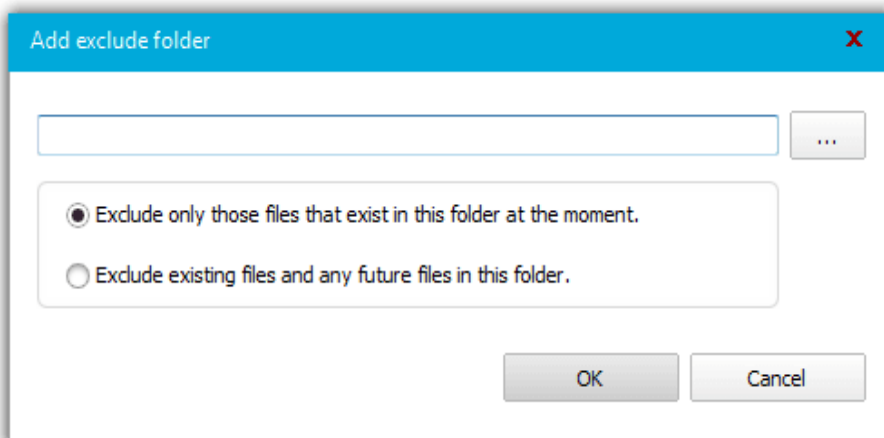 Add exclude folder
x
...
Exclude only those files that exist in this folder at the moment.
Exclude existing files and any future files in this folder.
OK
Cancel